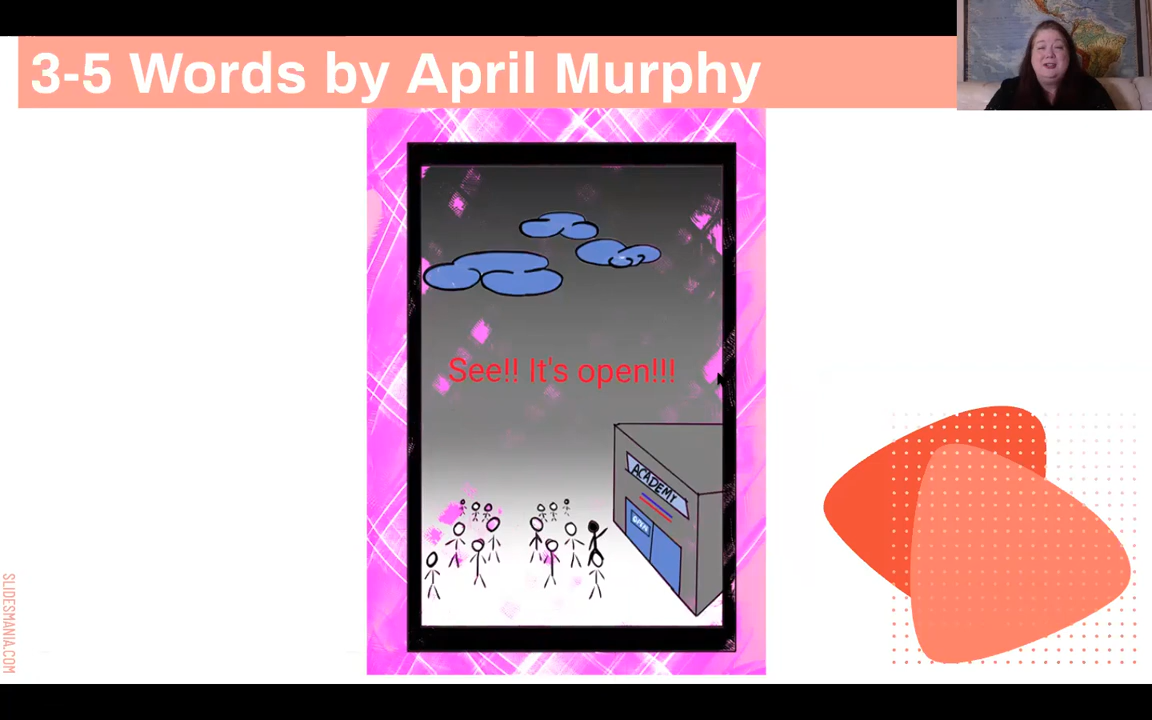 3-5 Words by April Murphy
See!! It's open!!!
ACADEMY
OPEN
SLIDESMANIA.COM